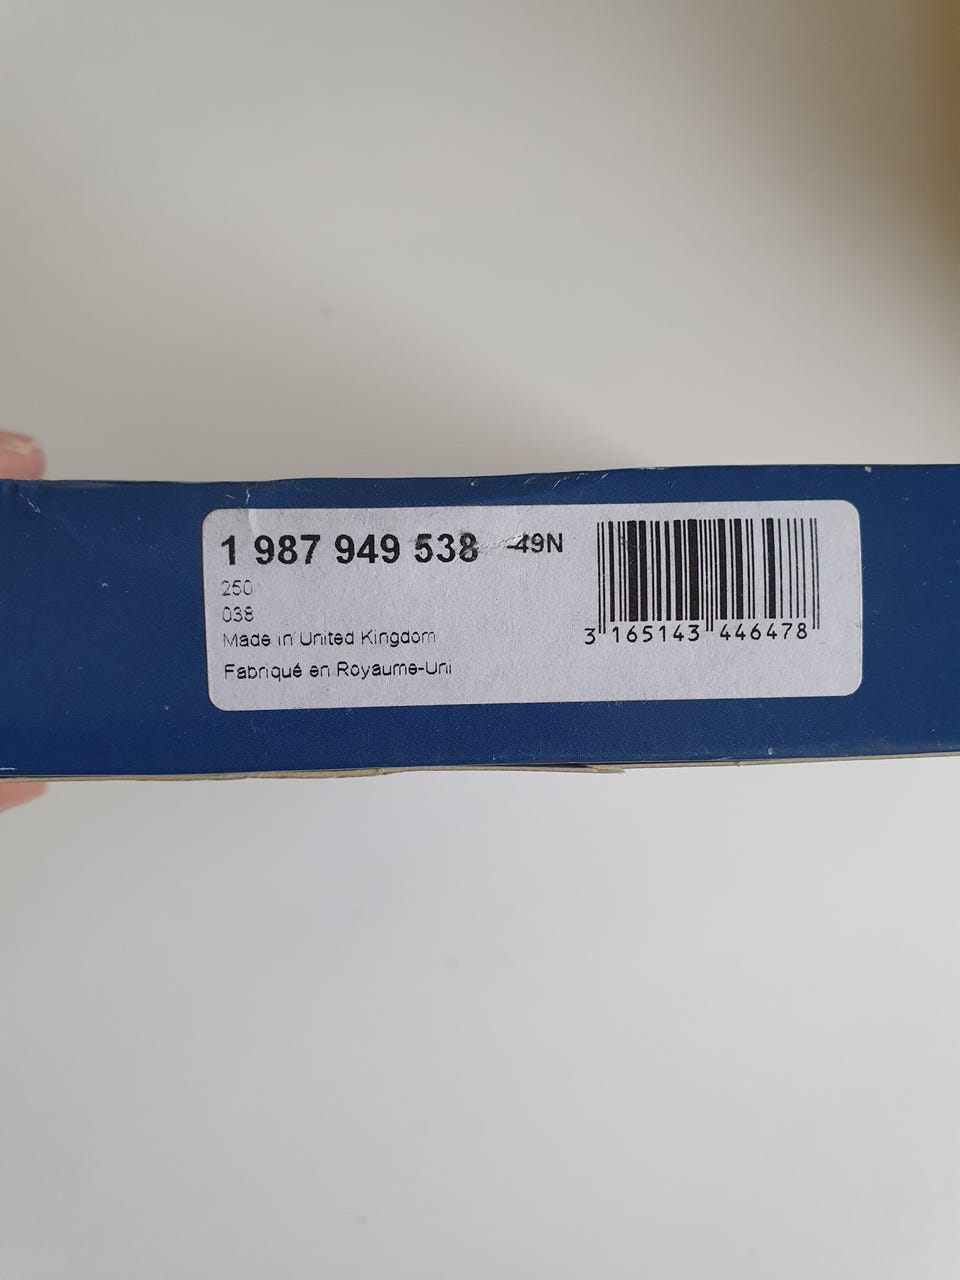 1 987 949 538 -49N
250
038
Made in United Kingdom
Fabriqué en Royaume-Uni
3 165143 446478